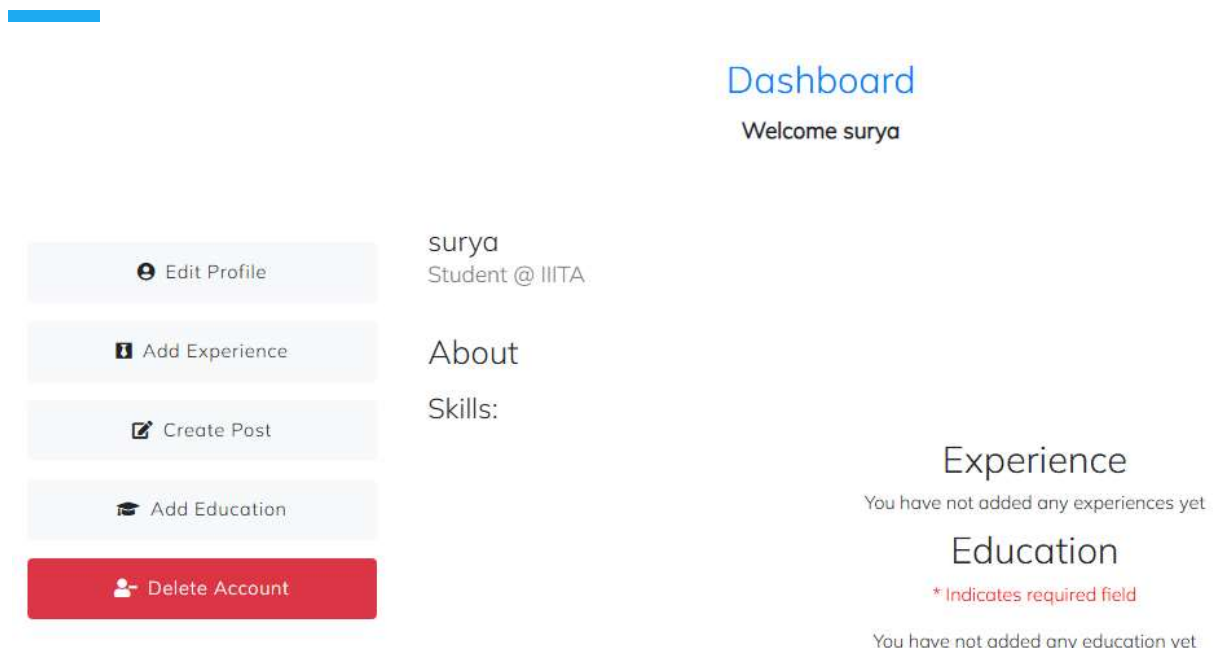 Dashboard
Welcome surya
Edit Profile
Add Experience
Create Post
Add Education
Delete Account
surya
Student @ IIITA
About
Skills:
Experience
You have not added any experiences yet
Education
* Indicates required field
You have not added any education yet